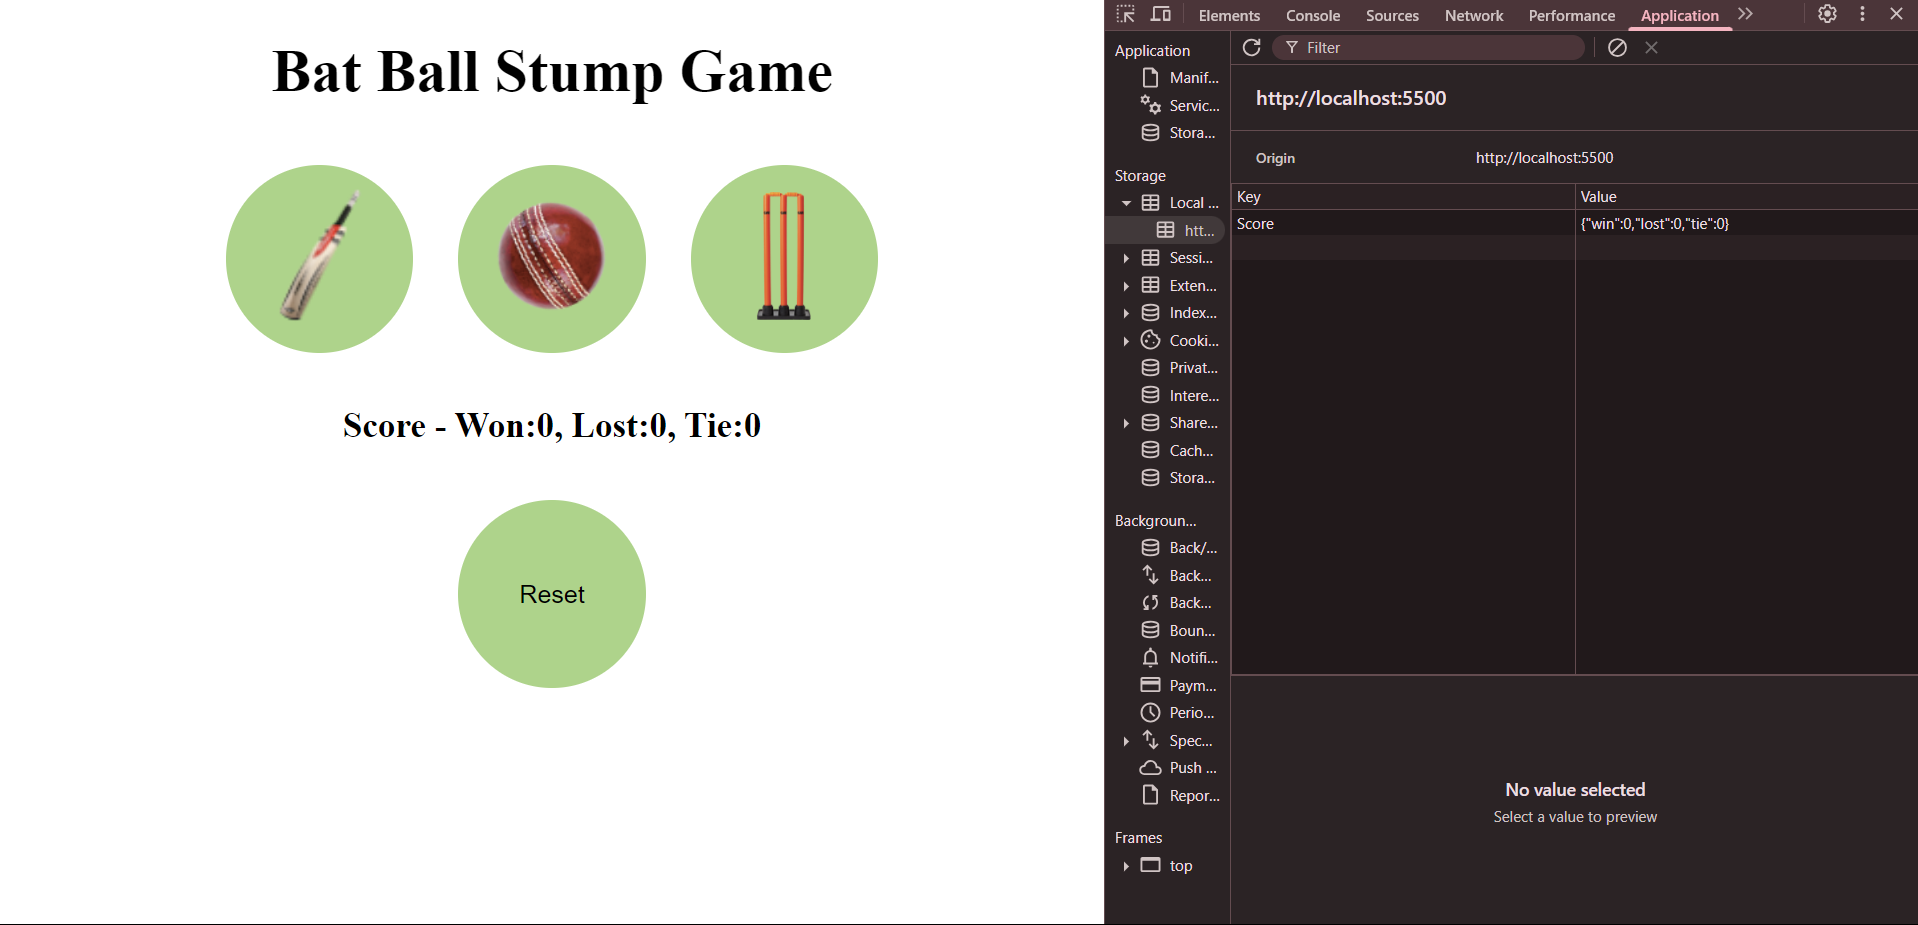 Bat Ball Stump Game
Score - Won:0, Lost:0, Tie:0
Reset
Elements Console Sources Network Performance Application
Filter
Application
Manif...
Servic...
Stora...
Storage
Local ...
htt...
Sessi...
Exten...
Index...
Cooki...
Privat...
Intere...
Share...
Cach...
Stora...
Backgroun...
Back/...
Back...
Back...
Boun...
Notifi...
Paym...
Perio...
Spec...
Push ...
Repor...
Frames
top
http://localhost:5500
Origin http://localhost:5500
Key Value
Score {"win":0,"lost":0,"tie":0}
No value selected
Select a value to preview